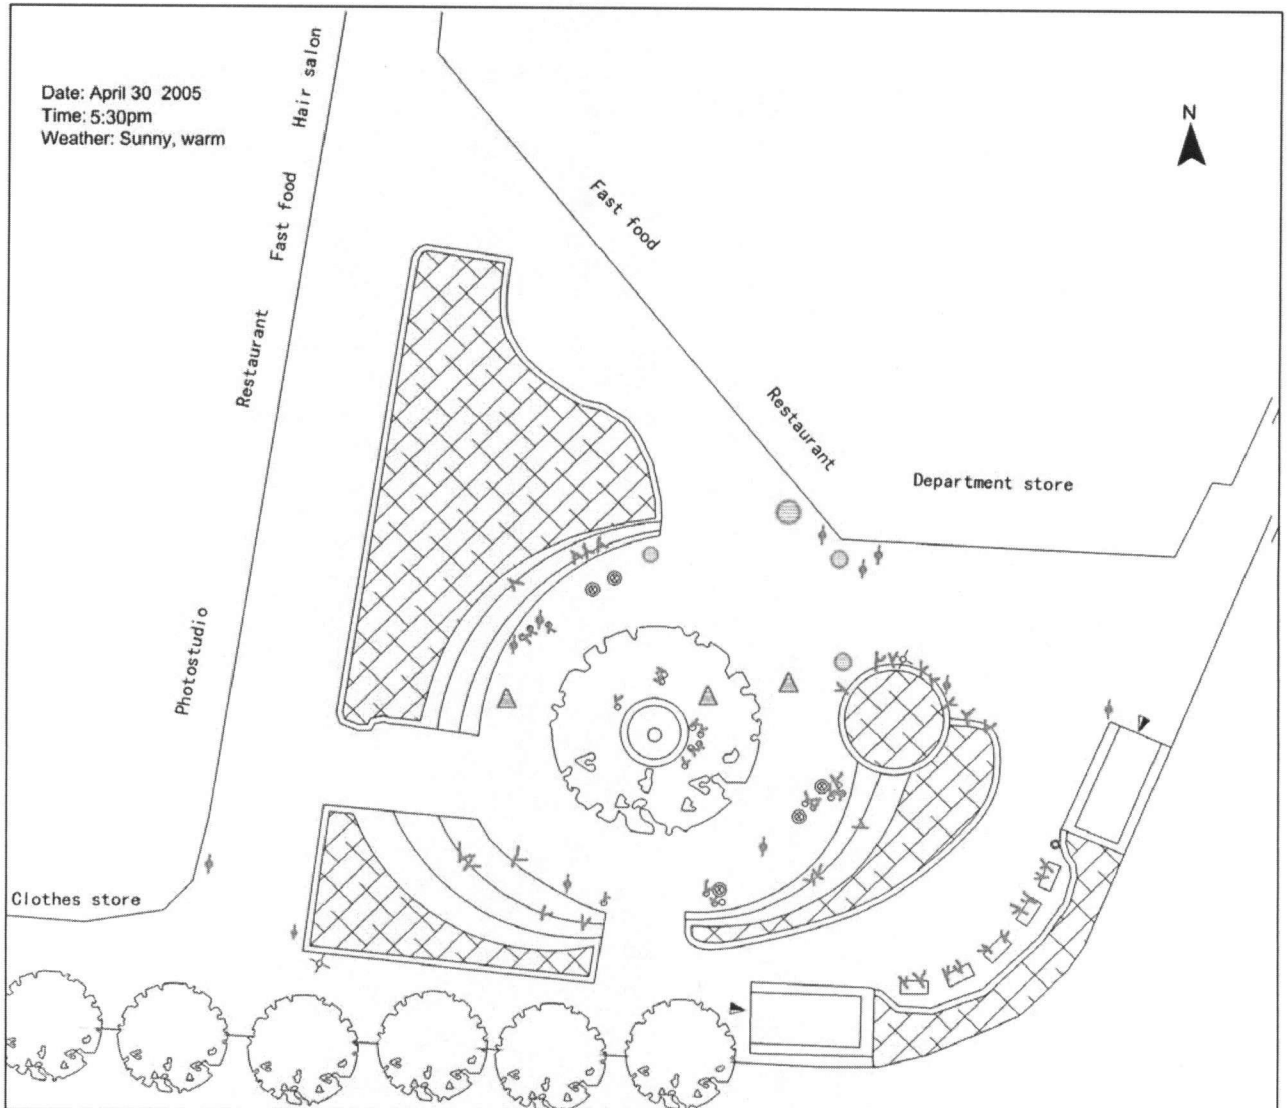 Date: April 30 2005
Time: 5:30pm
Weather: Sunny, warm
N
Hair salon
Fast food
Restaurant
Photostudio
Clothes store
Fast food
Restaurant
Department store